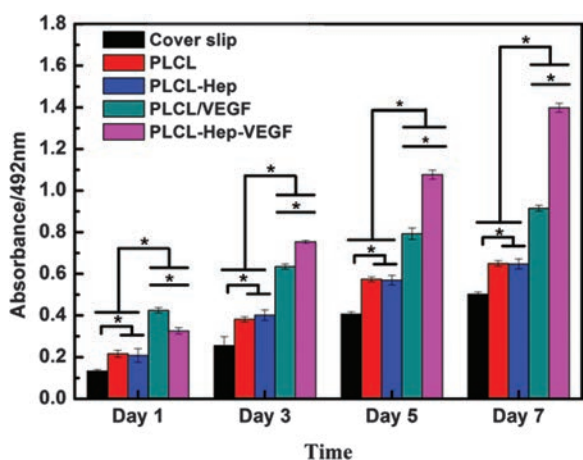 1.8
1.6
1.4
1.2
1.0
0.8
0.6
0.4
0.2
0.0
Absorbance/492nm
Cover slip
PLCL
PLCL-Hep
PLCL/VEGF
PLCL-Hep-VEGF
* * * *
* * * *
* * * *
Day 1 Day 3 Day 5 Day 7
Time